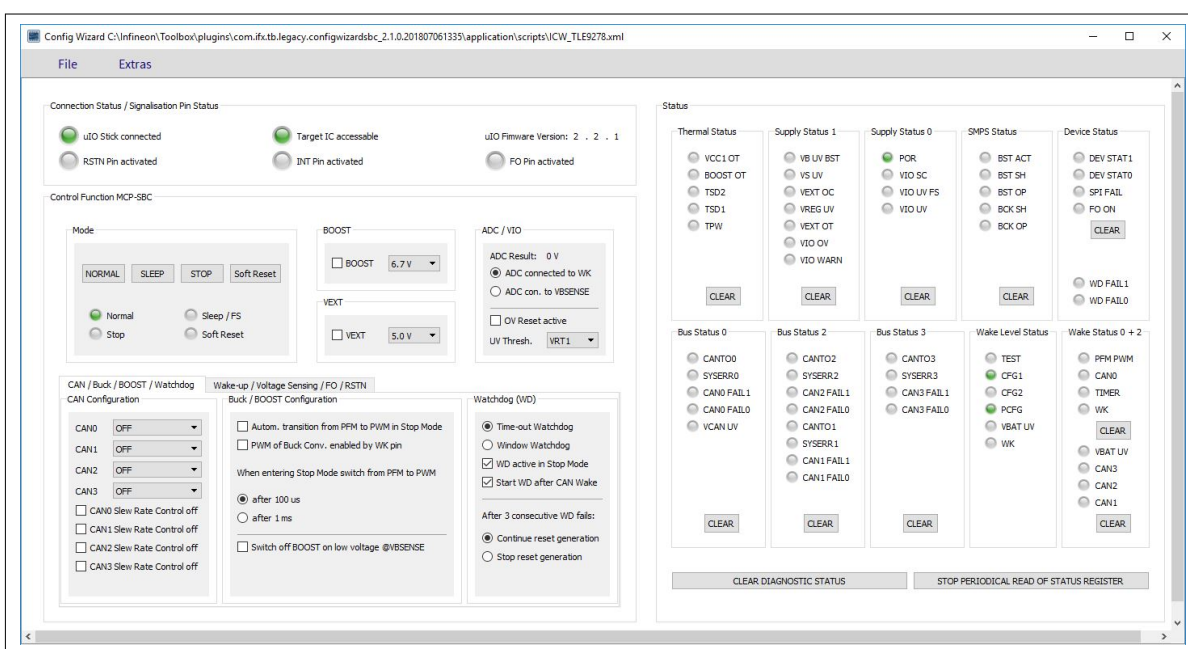 Config Wizard C:\Infineon\Toolbox\plugins\com.ifx.tb.legacy.configwizardsbc_2.1.0.201807061335\application\scripts\ICW_TLE9278.xml
File Extras
Connection Status / Signalisation Pin Status
uIO Stick connected
Target IC accessable
uIO Fimware Version: 2 . 2 . 1
RSTN Pin activated
INT Pin activated
FO Pin activated
Control Function MCP-SBC
Mode
NORMAL SLEEP STOP Soft Reset
Normal Sleep / FS
Stop Soft Reset
BOOST
BOOST 6.7 V
VEXT
VEXT 5.0 V
ADC / VIO
ADC Result: 0 V
ADC connected to WK
ADC con. to VBSENSE
OV Reset active
UV Thresh. VRT1
CAN / Buck / BOOST / Watchdog
Wake-up / Voltage Sensing / FO / RSTN
CAN Configuration
CAN0 OFF
CAN1 OFF
CAN2 OFF
CAN3 OFF
CAN0 Slew Rate Control off
CAN1 Slew Rate Control off
CAN2 Slew Rate Control off
CAN3 Slew Rate Control off
Buck / BOOST Configuration
Autom. transition from PFM to PWM in Stop Mode
PWM of Buck Conv. enabled by WK pin
When entering Stop Mode switch from PFM to PWM
after 100 us
after 1 ms
Switch off BOOST on low voltage @VBSENSE
Watchdog (WD)
Time-out Watchdog
Window Watchdog
WD active in Stop Mode
Start WD after CAN Wake
After 3 consecutive WD fails:
Continue reset generation
Stop reset generation
Status
Thermal Status
VCC1 OT
BOOST OT
TSD2
TSD1
TPW
CLEAR
Supply Status 1
VB UV BST
VS UV
VEXT OC
VREG UV
VEXT OT
VIO OV
VIO WARN
CLEAR
Supply Status 0
POR
VIO SC
VIO UV FS
VIO UV
CLEAR
SMPS Status
BST ACT
BST SH
BST OP
BCK SH
BCK OP
CLEAR
Device Status
DEV STAT1
DEV STAT0
SPI FAIL
FO ON
CLEAR
WD FAIL1
WD FAIL0
Bus Status 0
CANTO0
SYSERR0
CAN0 FAIL1
CAN0 FAIL0
VCAN UV
CLEAR
Bus Status 2
CANTO2
SYSERR2
CAN2 FAIL1
CAN2 FAIL0
CANTO1
SYSERR1
CAN1 FAIL1
CAN1 FAIL0
CLEAR
Bus Status 3
CANTO3
SYSERR3
CAN3 FAIL1
CAN3 FAIL0
CLEAR
Wake Level Status
TEST
CFG1
CFG2
PCFG
VBAT UV
WK
Wake Status 0 + 2
PFM PWM
CAN0
TIMER
WK
CLEAR
VBAT UV
CAN3
CAN2
CAN1
CLEAR
CLEAR DIAGNOSTIC STATUS
STOP PERIODICAL READ OF STATUS REGISTER